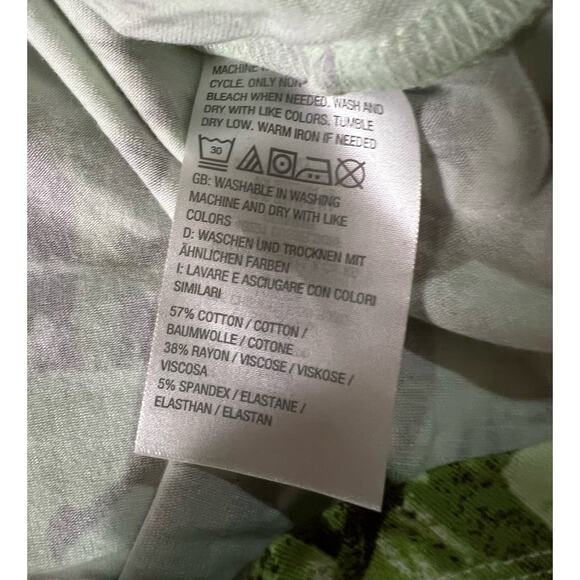 MACHINE
CYCLE. ONLY NON-
BLEACH WHEN NEEDED. WASH AND
DRY WITH LIKE COLORS. TUMBLE
DRY LOW. WARM IRON IF NEEDED
30
GB: WASHABLE IN WASHING
MACHINE AND DRY WITH LIKE
COLORS
D: WASCHEN UND TROCKNEN MIT
ÄHNLICHEN FARBEN
I: LAVARE E ASCIUGARE CON COLORI
SIMILARI
57% COTTON / COTTON /
BAUMWOLLE / COTONE
38% RAYON / VISCOSE / VISKOSE /
VISCOSA
5% SPANDEX / ELASTANE /
ELASTHAN / ELASTAN